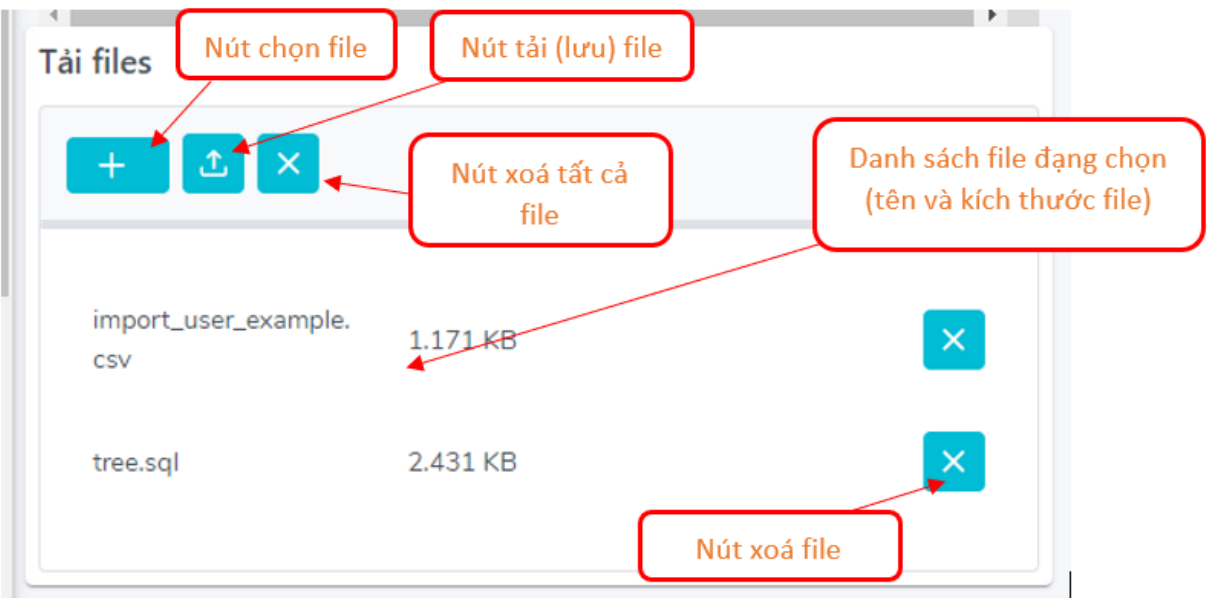 Tải files
Nút chọn file
Nút tải (lưu) file
Nút xoá tất cả
file
Danh sách file đạng chọn
(tên và kích thước file)
import_user_example.
csv
1.171 KB
tree.sql
2.431 KB
Nút xoá file